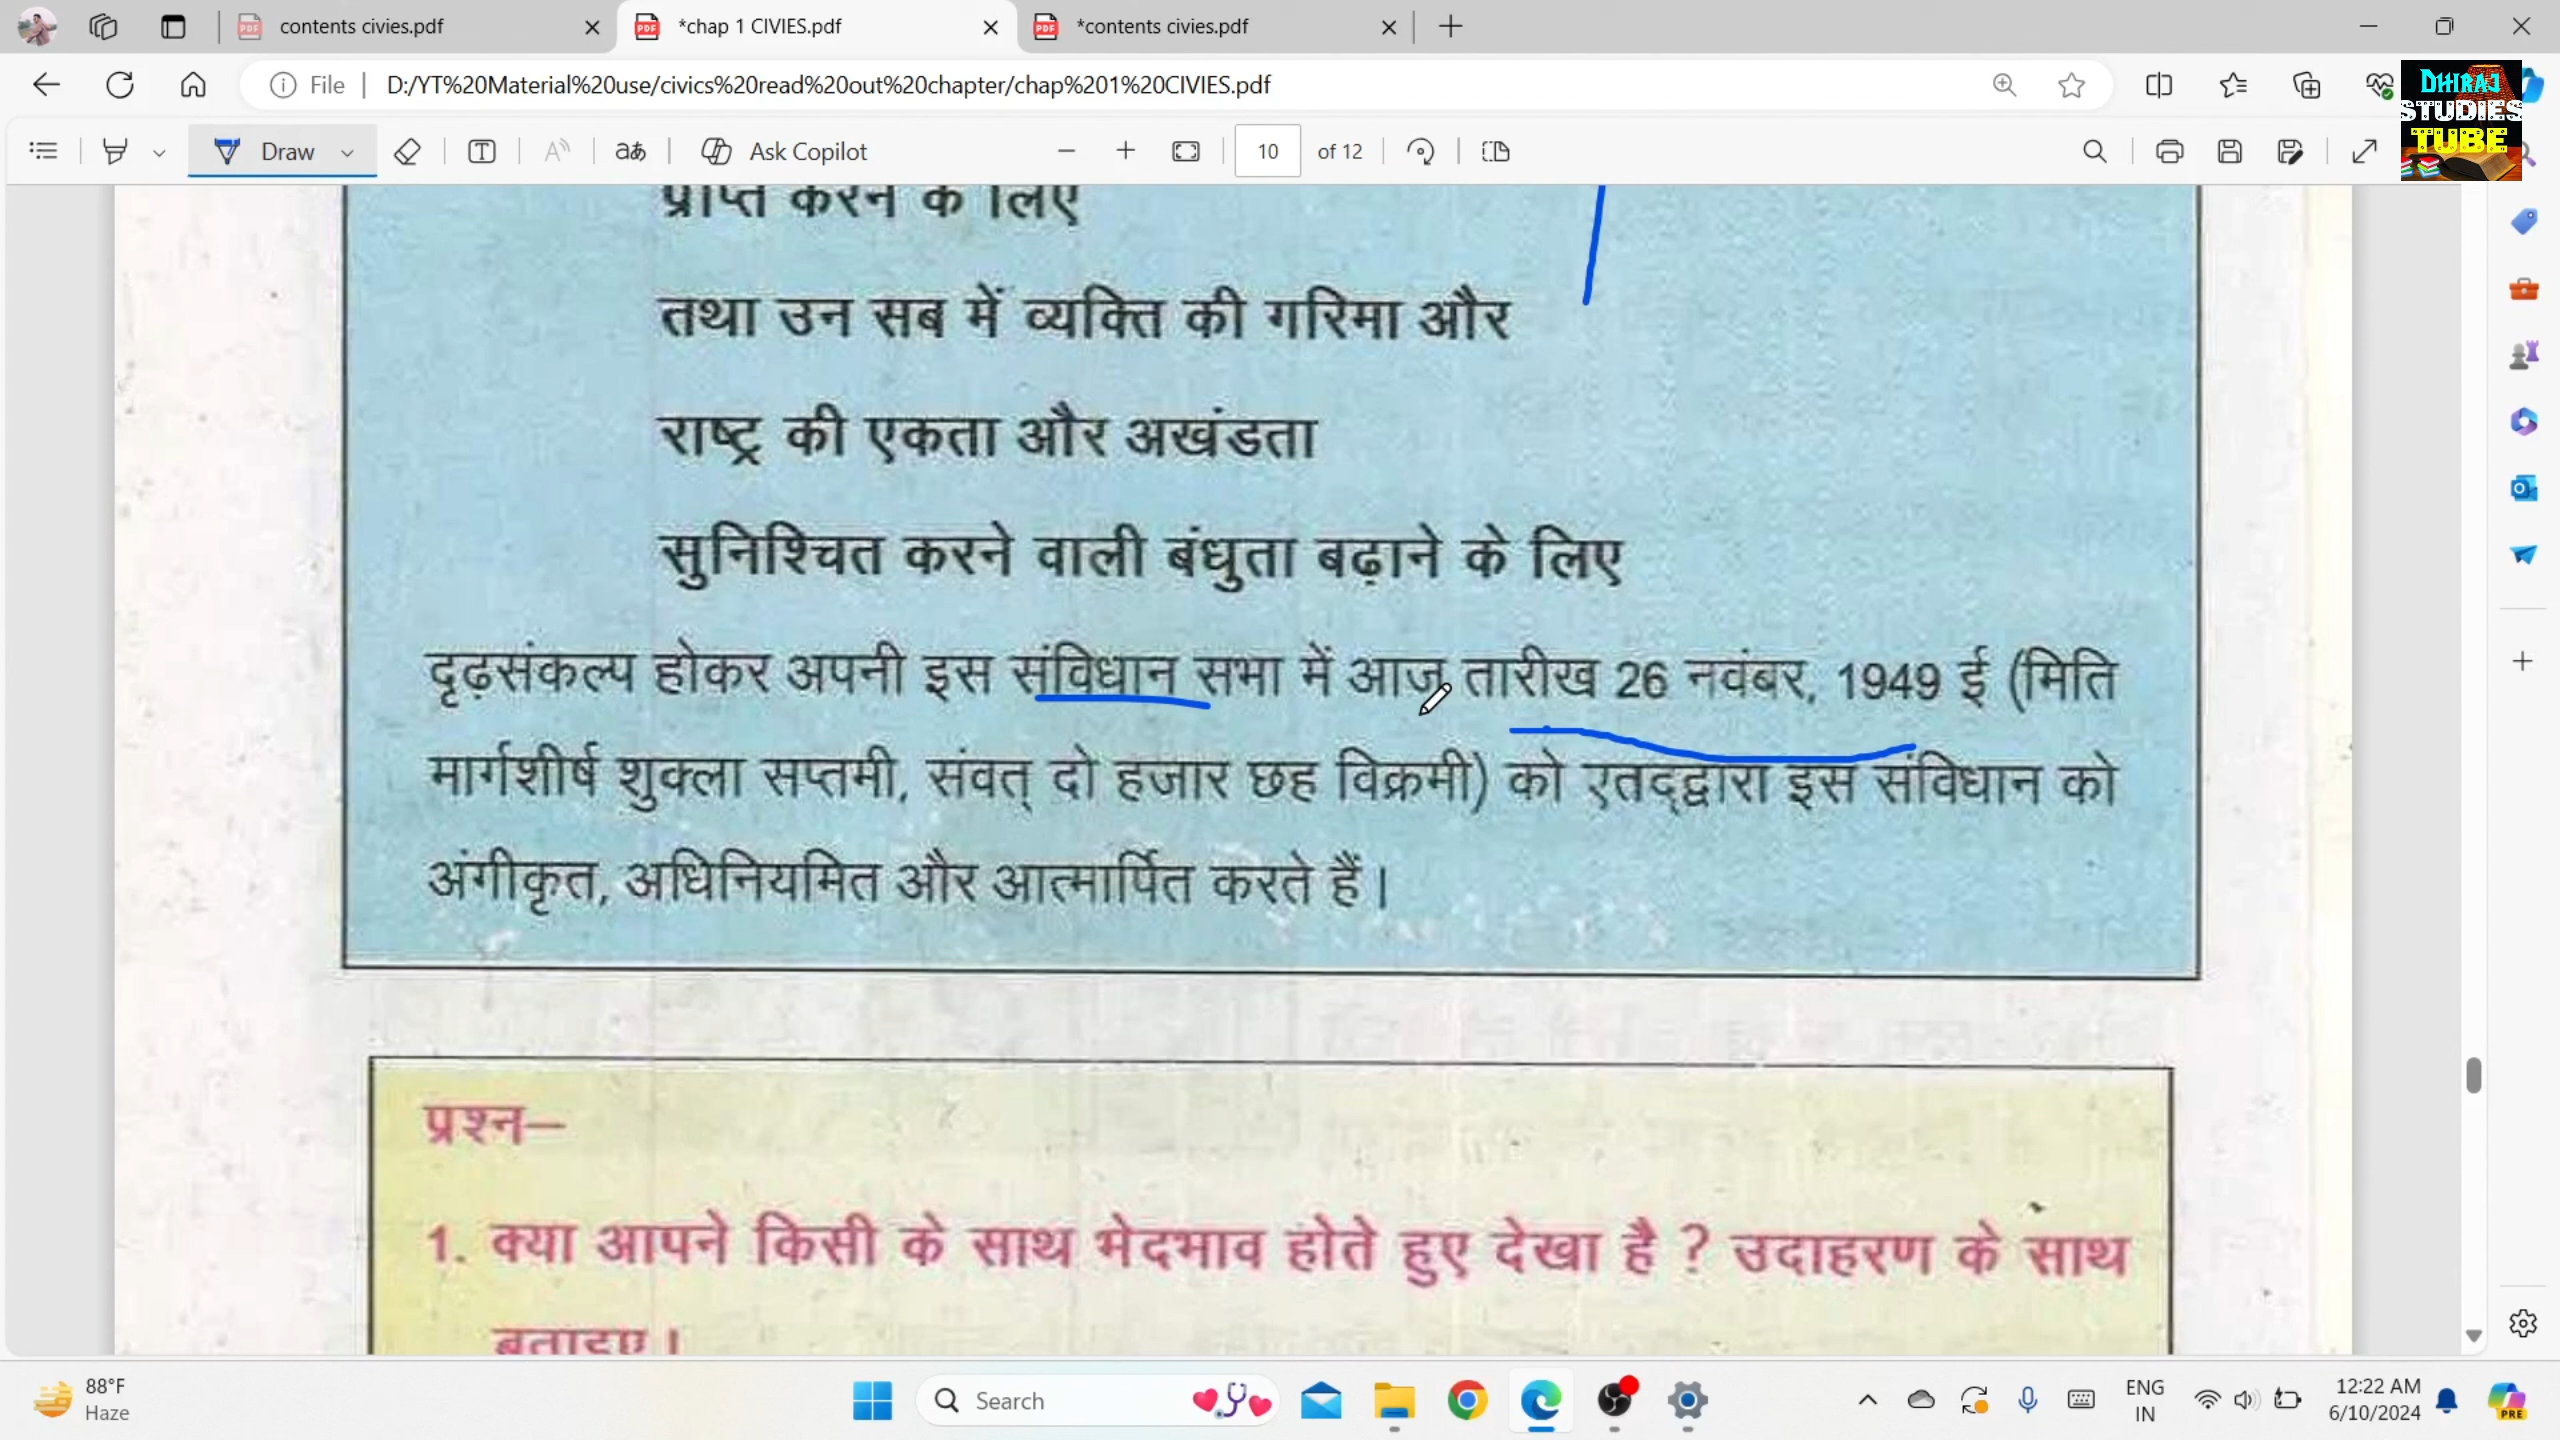 contents civies.pdf
*chap 1 CIVIES.pdf
*contents civies.pdf
File
D:/YT%20Material%20use/civics%20read%20out%20chapter/chap%201%20CIVIES.pdf
DHIRAJ
STUDIES
TUBE
Draw
Ask Copilot
10
of 12
प्राप्त करने के लिए
तथा उन सब में व्यक्ति की गरिमा और
राष्ट्र की एकता और अखंडता
सुनिश्चित करने वाली बंधुता बढ़ाने के लिए
दृढ़संकल्प होकर अपनी इस संविधान सभा में आज तारीख 26 नवंबर, 1949 ई (मिति
मार्गशीर्ष शुक्ला सप्तमी, संवत् दो हजार छह विक्रमी) को एतद्द्वारा इस संविधान को
अंगीकृत, अधिनियमित और आत्मार्पित करते हैं।
प्रश्न—
1. क्या आपने किसी के साथ भेदभाव होते हुए देखा है ? उदाहरण के साथ
बताइए।
88°F
Haze
Search
ENG
IN
12:22 AM
6/10/2024
PRE